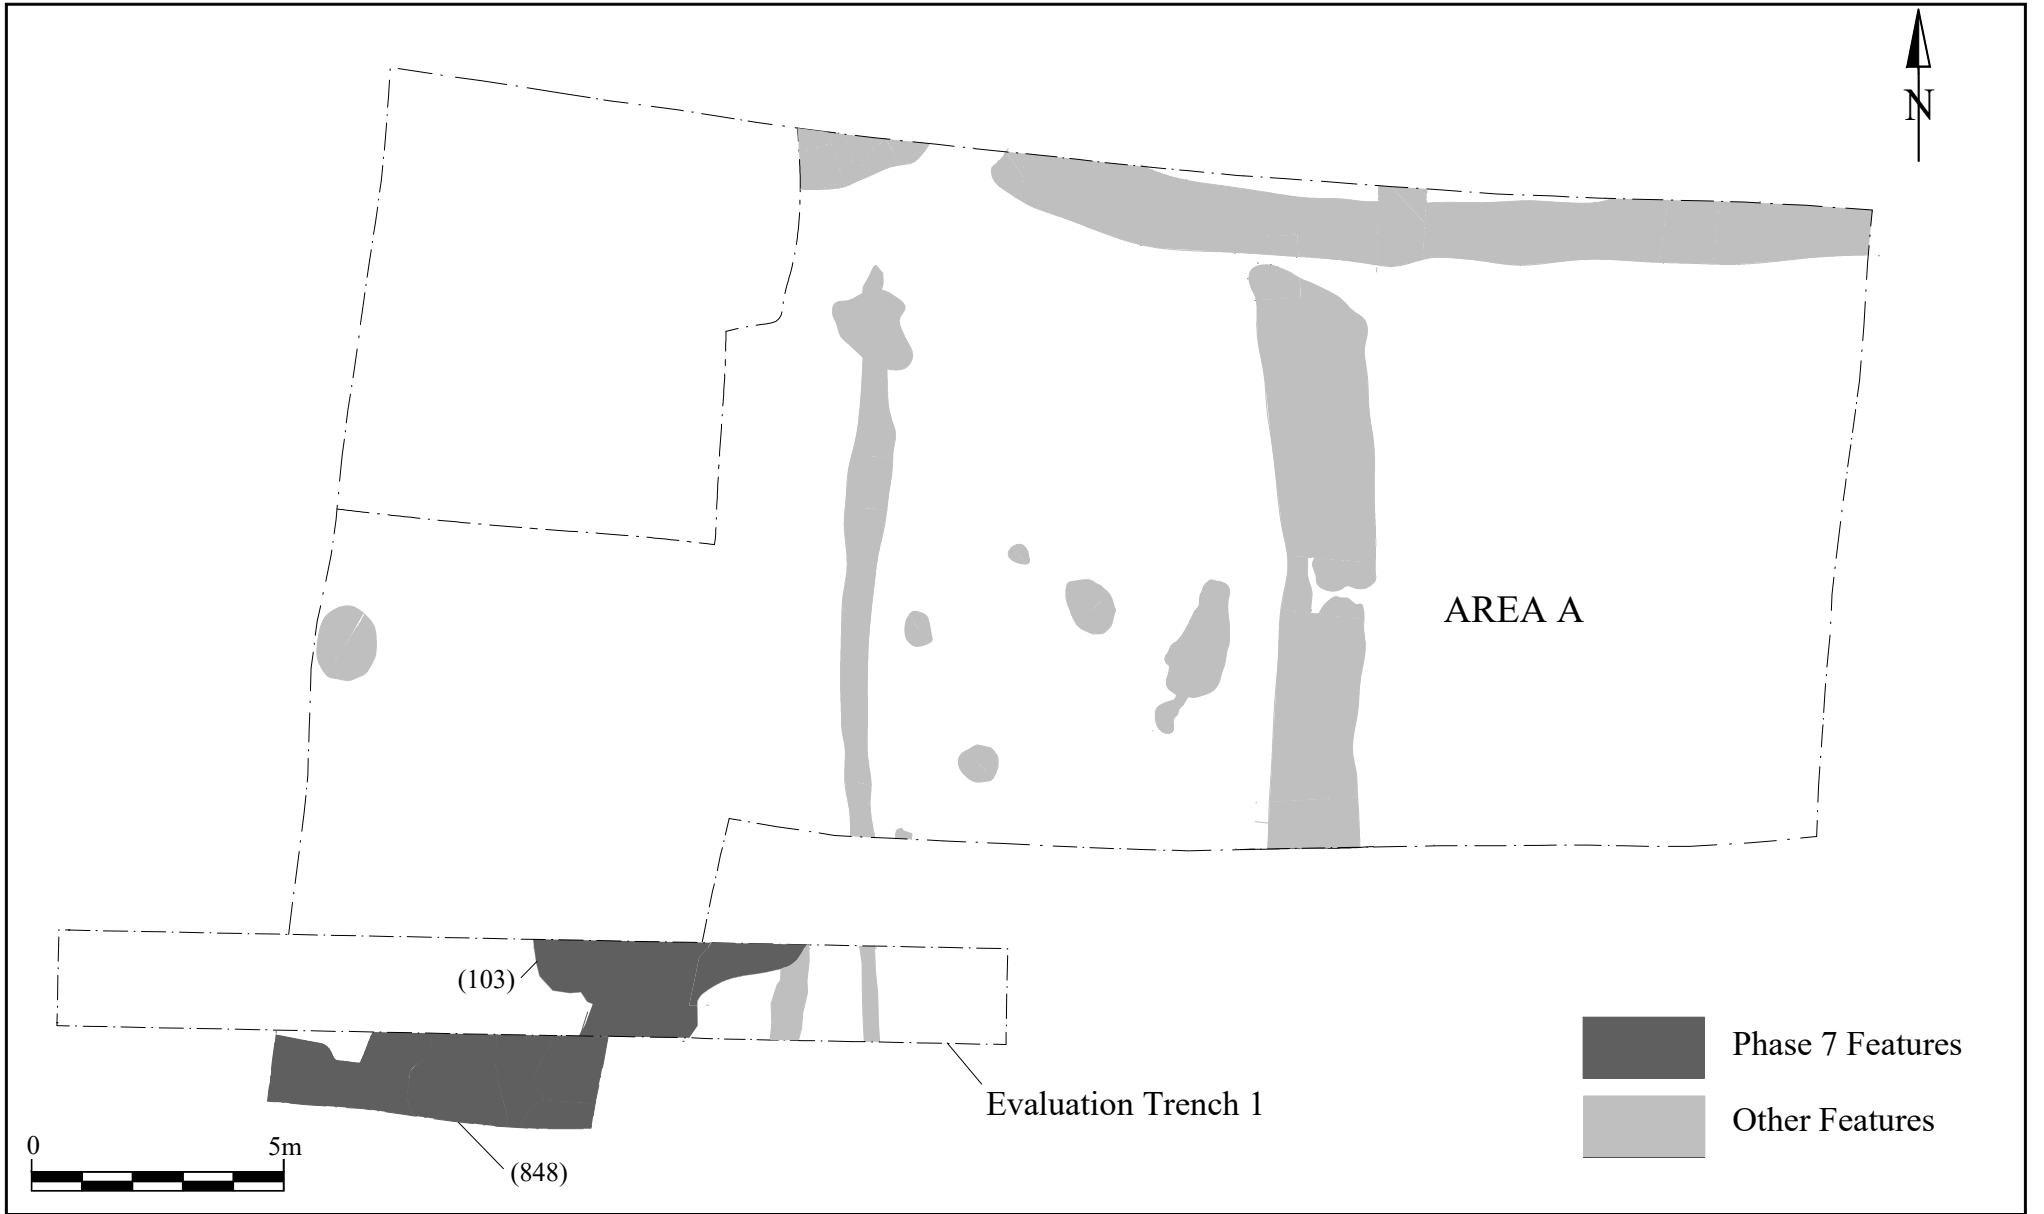 N
AREA A
(103)
Phase 7 Features
Evaluation Trench 1
Other Features
0 5m
(848)